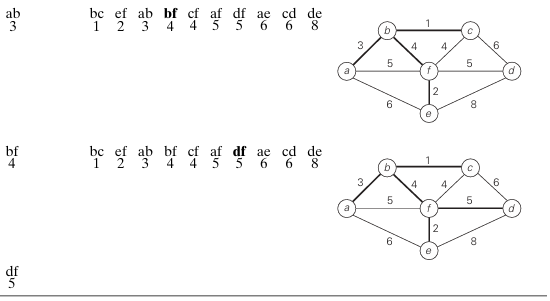 ab bc ef ab bf cf af df ae cd de
3 1 2 3 4 4 5 5 6 6 8
b 1 c
3 4 4 6
a 5 f 5 d
2
6 8
e
bf bc ef ab bf cf af df ae cd de
4 1 2 3 4 4 5 5 6 6 8
b 1 c
3 4 4 6
a 5 f 5 d
2
6 8
e
df
5